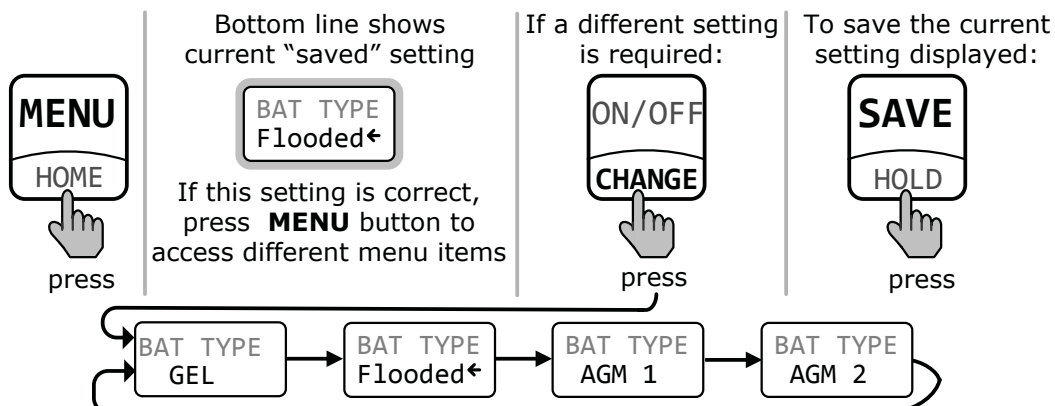 MENU
HOME
press
Bottom line shows
current “saved” setting
BAT TYPE
Flooded←
If this setting is correct,
press MENU button to
access different menu items
If a different setting
is required:
ON/OFF
CHANGE
press
To save the current
setting displayed:
SAVE
HOLD
press
BAT TYPE
GEL
BAT TYPE
Flooded←
BAT TYPE
AGM 1
BAT TYPE
AGM 2